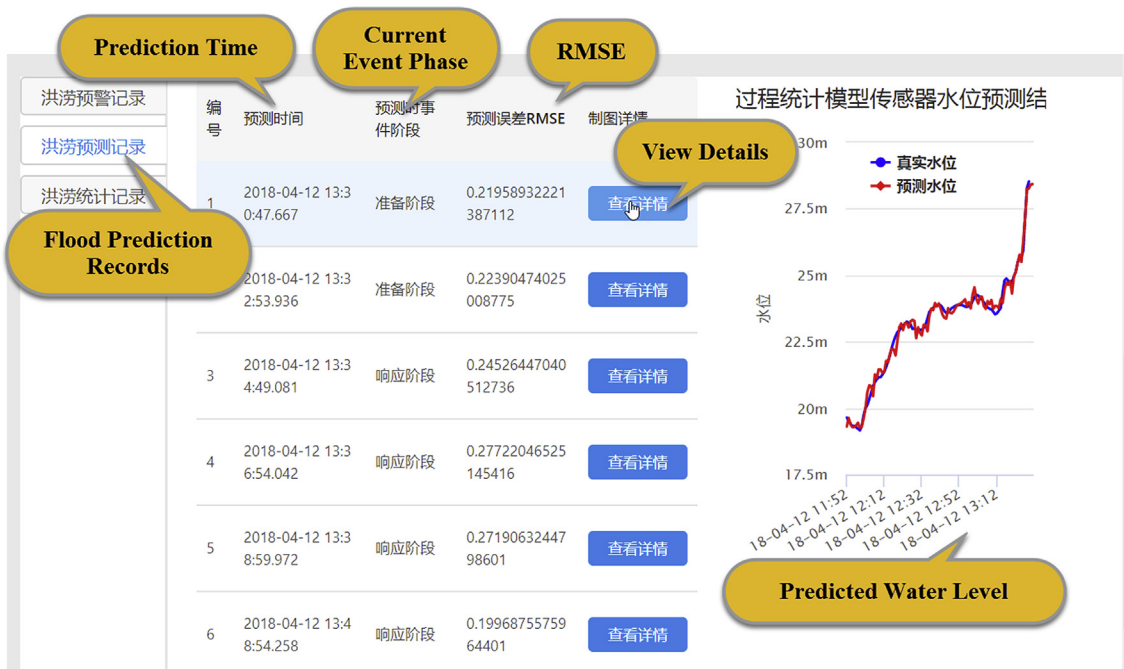 Prediction Time
Current
Event Phase
RMSE
洪涝预警记录
洪涝预测记录
洪涝统计记录
Flood Prediction
Records
编
号
预测时间
预测时事
件阶段
预测误差RMSE
制图详情
View Details
1
2018-04-12 13:3
0:47.667
准备阶段
0.21958932221
387112
查看详情
2018-04-12 13:3
2:53.936
准备阶段
0.22390474025
008775
查看详情
3
2018-04-12 13:3
4:49.081
响应阶段
0.24526447040
512736
查看详情
4
2018-04-12 13:3
6:54.042
响应阶段
0.27722046525
145416
查看详情
5
2018-04-12 13:3
8:59.972
响应阶段
0.27190632447
98601
查看详情
6
2018-04-12 13:4
8:54.258
响应阶段
0.19968755759
64401
查看详情
过程统计模型传感器水位预测结
真实水位
预测水位
水位
30m
27.5m
25m
22.5m
20m
17.5m
18-04-12 11:52
18-04-12 12:12
18-04-12 12:32
18-04-12 12:52
18-04-12 13:12
Predicted Water Level